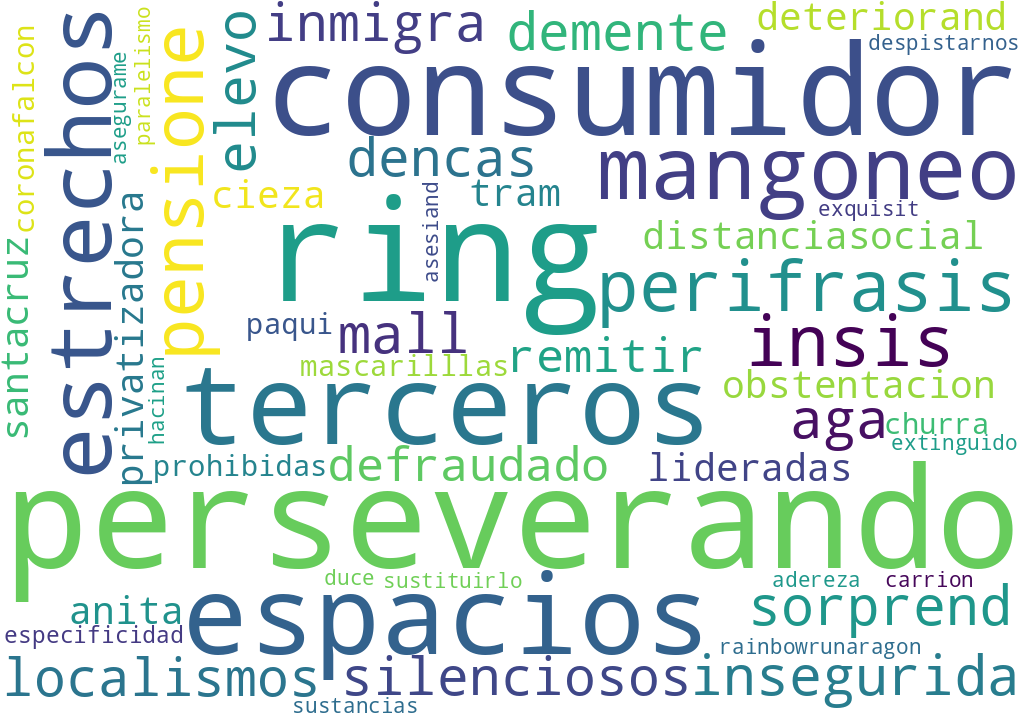 inmigra
demente
deteriorand
despistarnos
consumidor
coronafalcon
estrechos
asegurame
paralelismo
pensione
elevo
dencas
mangoneo
cieza
tram
asesiand
exquisit
ring
distanciasocial
santacruz
privatizadora
perifrasis
paqui
mall
insis
mascarilllas
remitir
hacinan
terceros
obstentacion
aga
churra
extinguido
prohibidas
defraudado
lideradas
perseverando
duce
sustituirlo
adereza
carrion
anita
espacios
sorprend
especificidad
rainbowrunaragon
localismos
silenciosos
insegurida
sustancias